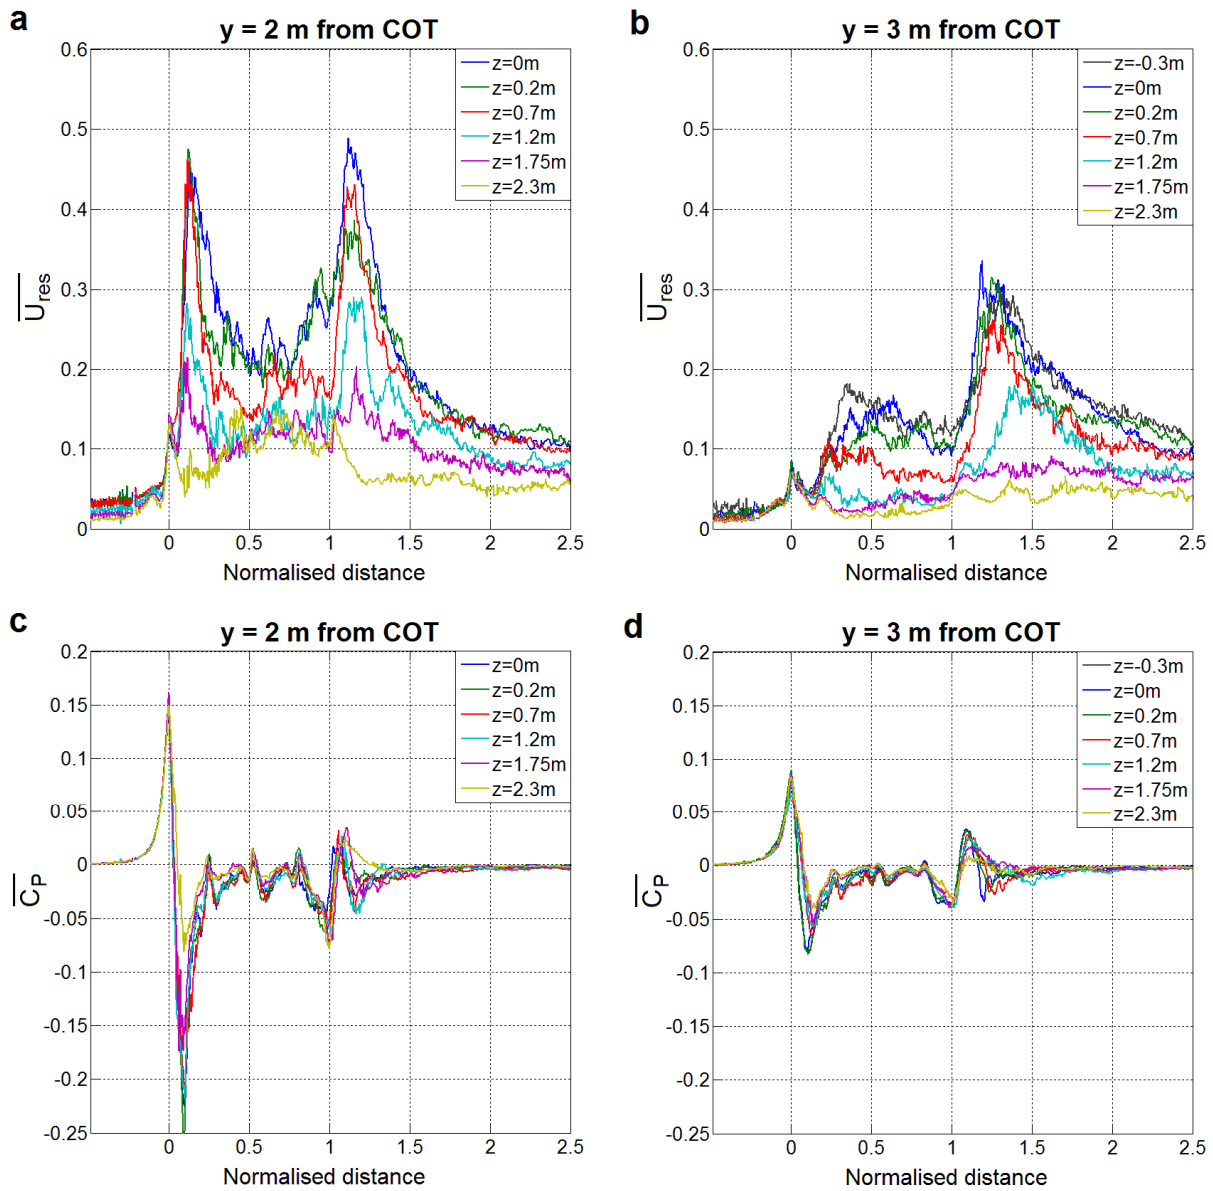 a
y = 2 m from COT
0.6
0.5
0.4
0.3
0.2
0.1
0
U_res
z=0m
z=0.2m
z=0.7m
z=1.2m
z=1.75m
z=2.3m
0 0.5 1 1.5 2 2.5
Normalised distance
b
y = 3 m from COT
0.6
0.5
0.4
0.3
0.2
0.1
0
U_res
z=-0.3m
z=0m
z=0.2m
z=0.7m
z=1.2m
z=1.75m
z=2.3m
0 0.5 1 1.5 2 2.5
Normalised distance
c
y = 2 m from COT
0.2
0.15
0.1
0.05
0
-0.05
-0.1
-0.15
-0.2
-0.25
C_P
z=0m
z=0.2m
z=0.7m
z=1.2m
z=1.75m
z=2.3m
0 0.5 1 1.5 2 2.5
Normalised distance
d
y = 3 m from COT
0.2
0.15
0.1
0.05
0
-0.05
-0.1
-0.15
-0.2
-0.25
C_P
z=-0.3m
z=0m
z=0.2m
z=0.7m
z=1.2m
z=1.75m
z=2.3m
0 0.5 1 1.5 2 2.5
Normalised distance